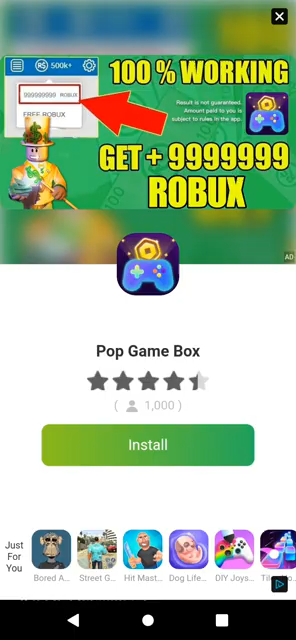 500k+
100 % WORKING
999999999 ROBUX
FREE ROBUX
Result is not guaranteed.
Amount paid to you is
subject to rules in the app.
GET + 9999999
ROBUX
AD
Pop Game Box
( 1,000 )
Install
Just
For
You
Bored A...
Street G...
Hit Mast...
Dog Life...
DIY Joys...